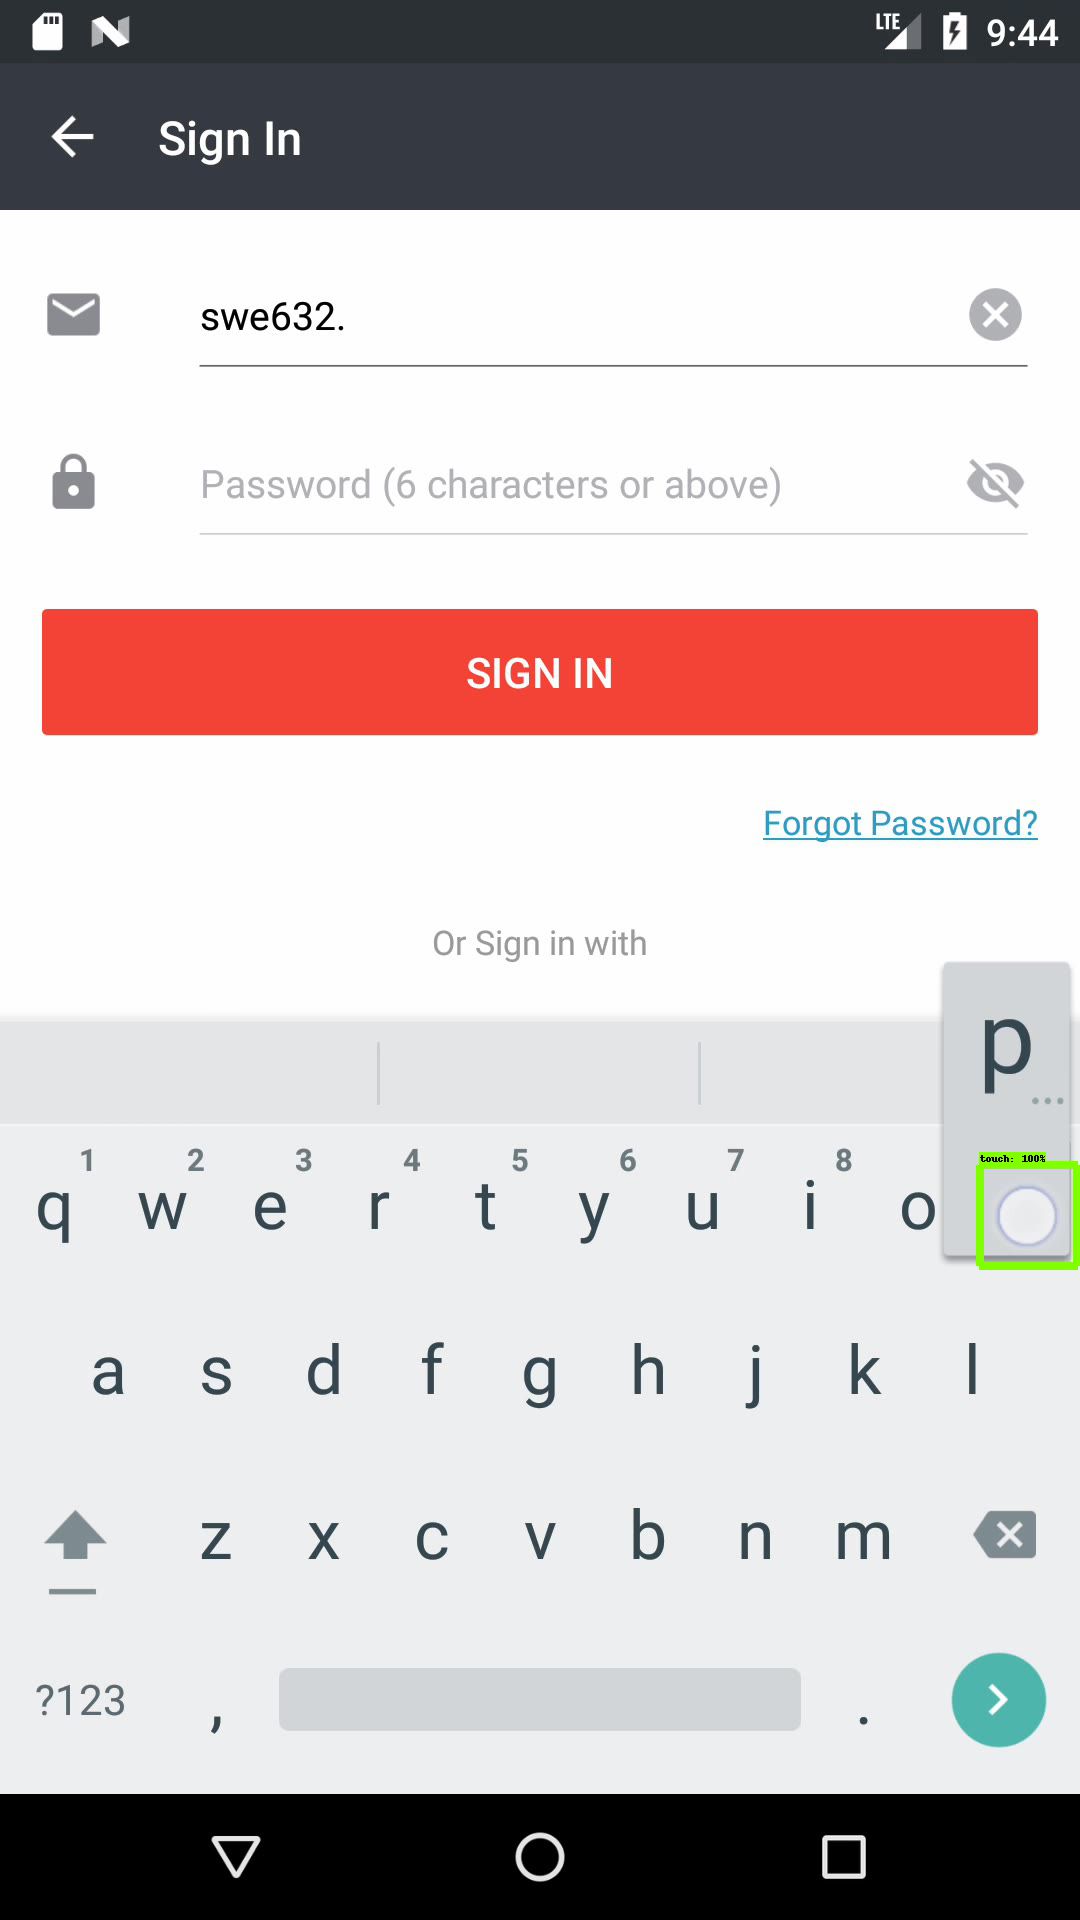 LTE 9:44
Sign In
swe632.
Password (6 characters or above)
SIGN IN
Forgot Password?
Or Sign in with
p
...
touch: 100%
1 2 3 4 5 6 7 8
q w e r t y u i o
a s d f g h j k l
z x c v b n m
?123 , .